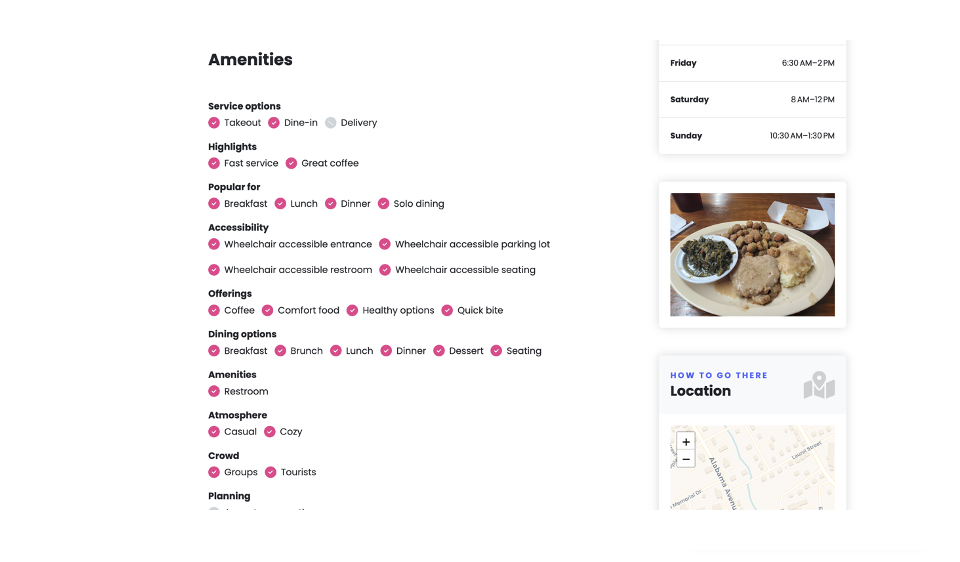 Amenities
Service options
Takeout Dine-in Delivery
Highlights
Fast service Great coffee
Popular for
Breakfast Lunch Dinner Solo dining
Accessibility
Wheelchair accessible entrance Wheelchair accessible parking lot
Wheelchair accessible restroom Wheelchair accessible seating
Offerings
Coffee Comfort food Healthy options Quick bite
Dining options
Breakfast Brunch Lunch Dinner Dessert Seating
Amenities
Restroom
Atmosphere
Casual Cozy
Crowd
Groups Tourists
Planning
Friday 6:30 AM–2 PM
Saturday 8 AM–12 PM
Sunday 10:30 AM–1:30 PM
HOW TO GO THERE
Location
+
−
Alabama Avenu
Street
Memorial Dr.